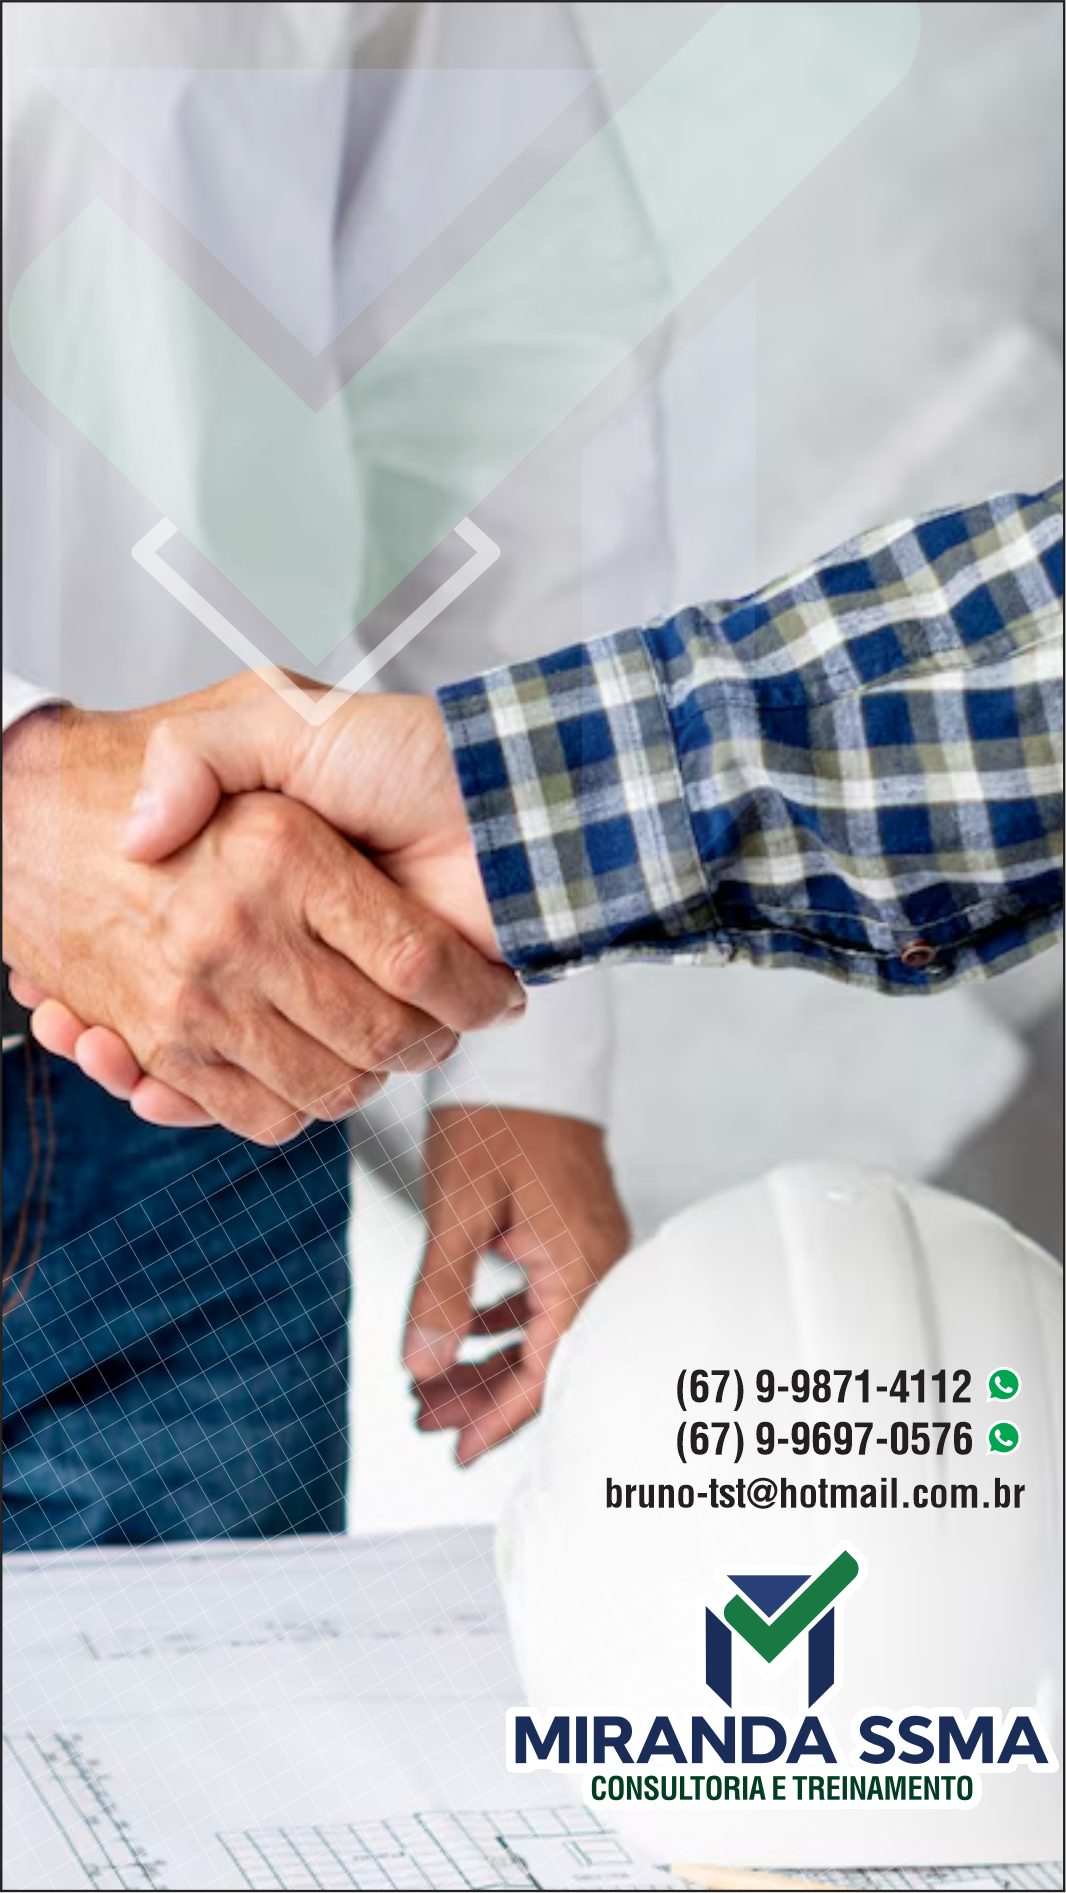 (67) 9-9871-4112
(67) 9-9697-0576
bruno-tst@hotmail.com.br
MIRANDA SSMA
CONSULTORIA E TREINAMENTO